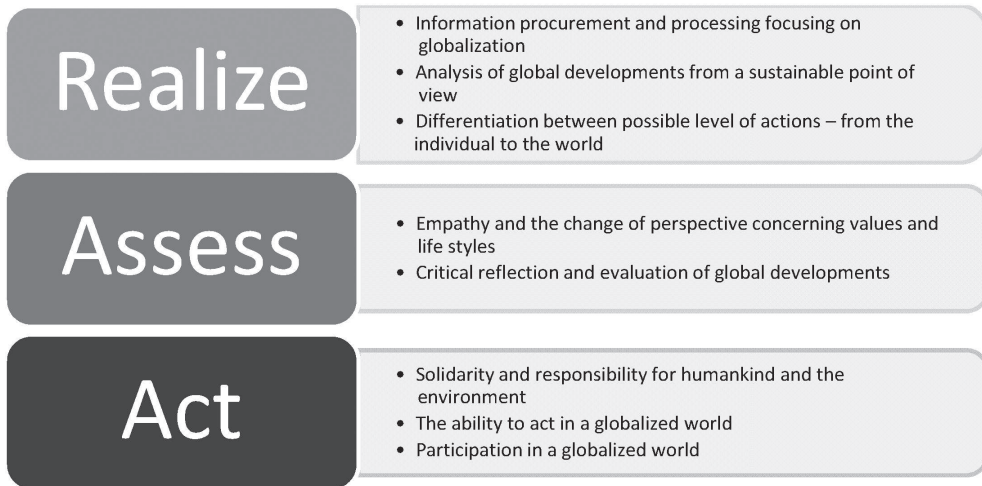 Realize
• Information procurement and processing focusing on
globalization
• Analysis of global developments from a sustainable point of
view
• Differentiation between possible level of actions – from the
individual to the world
Assess
• Empathy and the change of perspective concerning values and
life styles
• Critical reflection and evaluation of global developments
Act
• Solidarity and responsibility for humankind and the
environment
• The ability to act in a globalized world
• Participation in a globalized world